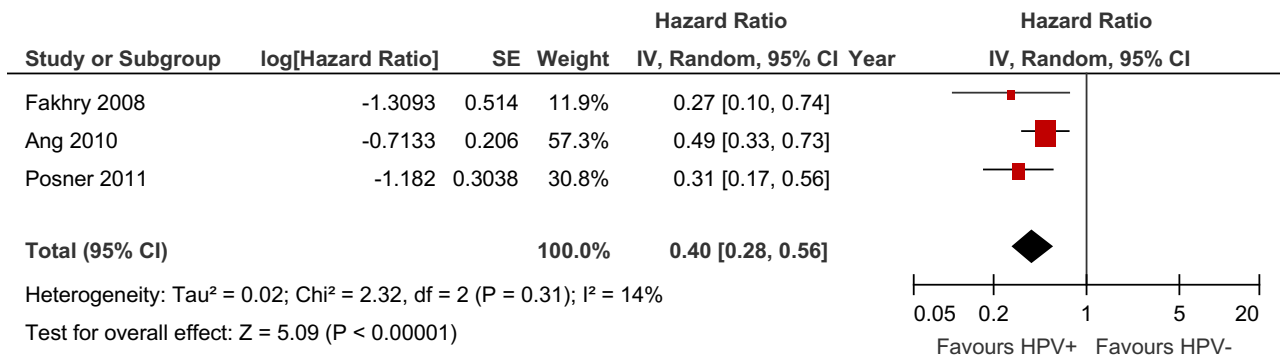 Hazard Ratio Hazard Ratio
Study or Subgroup log[Hazard Ratio] SE Weight IV, Random, 95% CI Year IV, Random, 95% CI
Fakhry 2008 -1.3093 0.514 11.9% 0.27 [0.10, 0.74]
Ang 2010 -0.7133 0.206 57.3% 0.49 [0.33, 0.73]
Posner 2011 -1.182 0.3038 30.8% 0.31 [0.17, 0.56]
Total (95% CI) 100.0% 0.40 [0.28, 0.56]
Heterogeneity: Tau² = 0.02; Chi² = 2.32, df = 2 (P = 0.31); I² = 14%
Test for overall effect: Z = 5.09 (P < 0.00001)
0.05 0.2 1 5 20
Favours HPV+ Favours HPV-